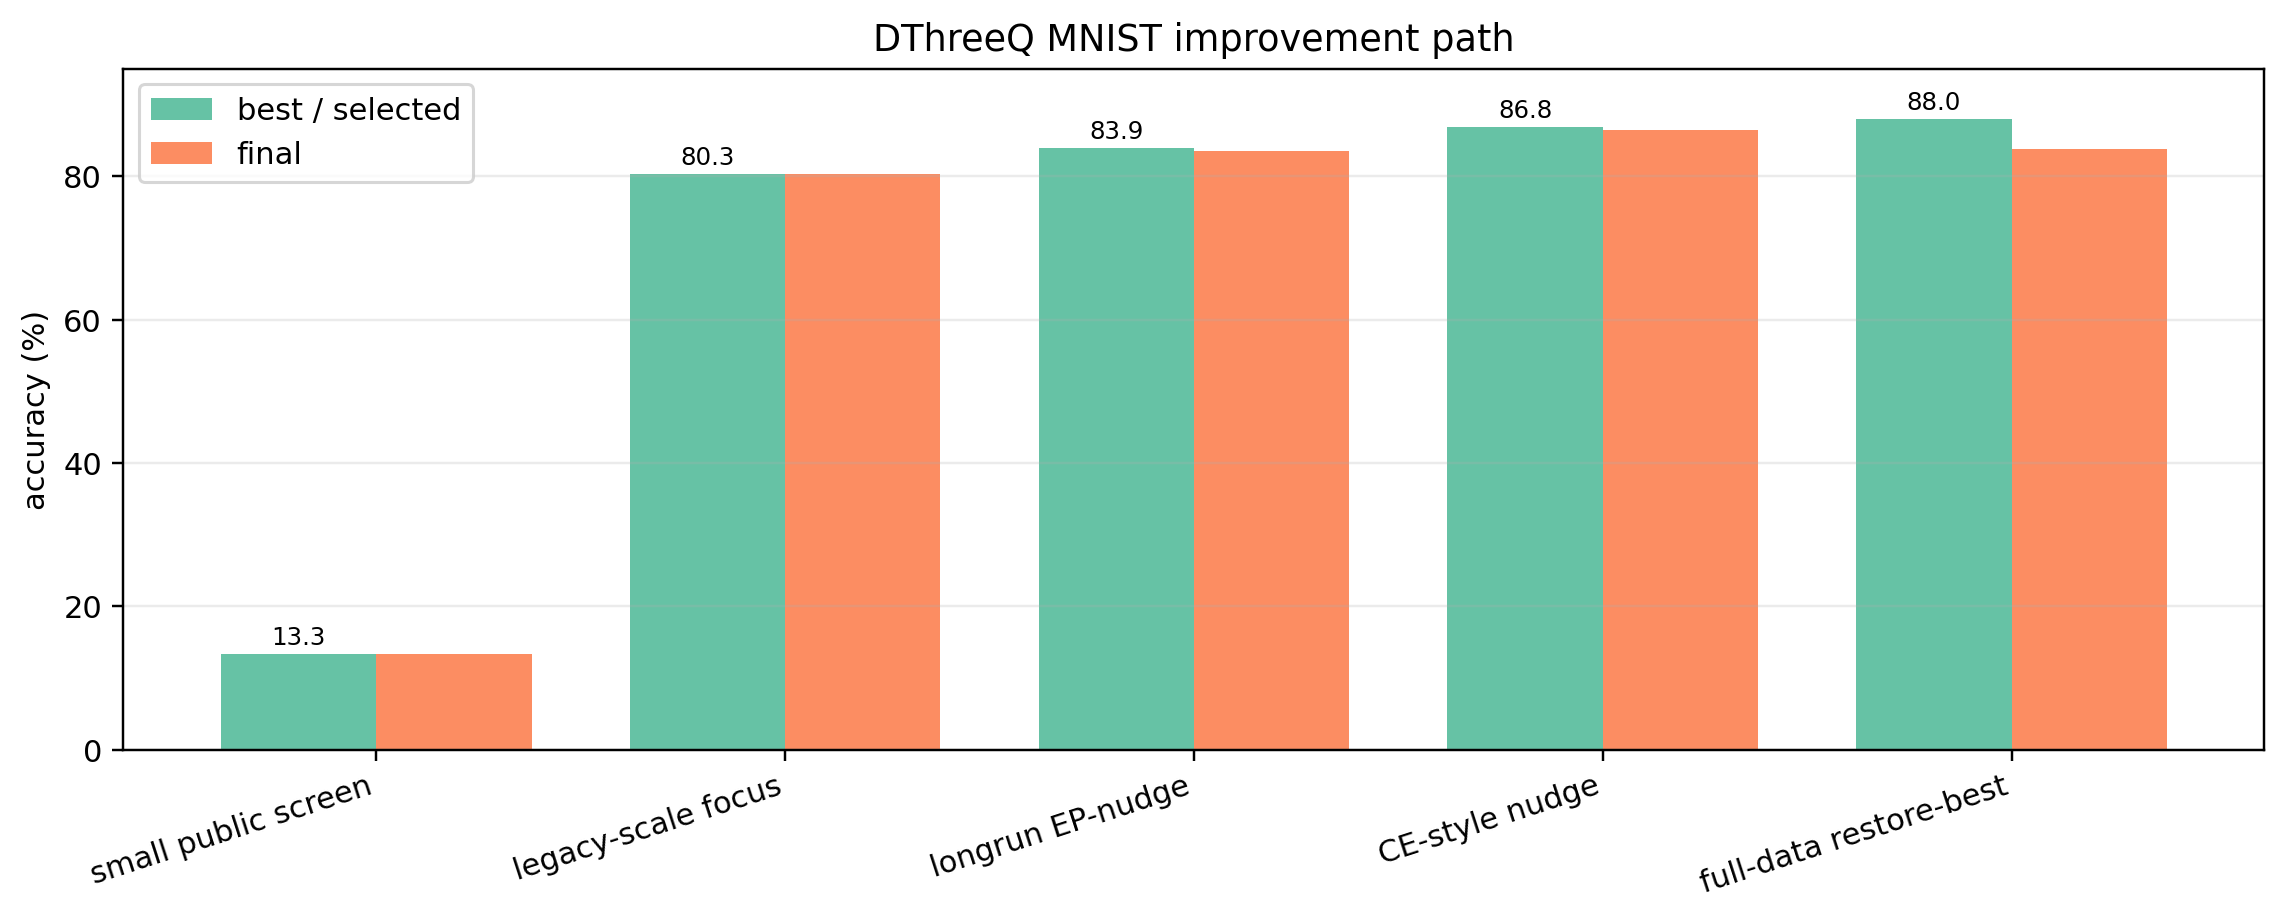 DThreeQ MNIST improvement path
best / selected
final
accuracy (%)
80
60
40
20
0
13.3
80.3
83.9
86.8
88.0
small public screen
legacy-scale focus
longrun EP-nudge
CE-style nudge
full-data restore-best